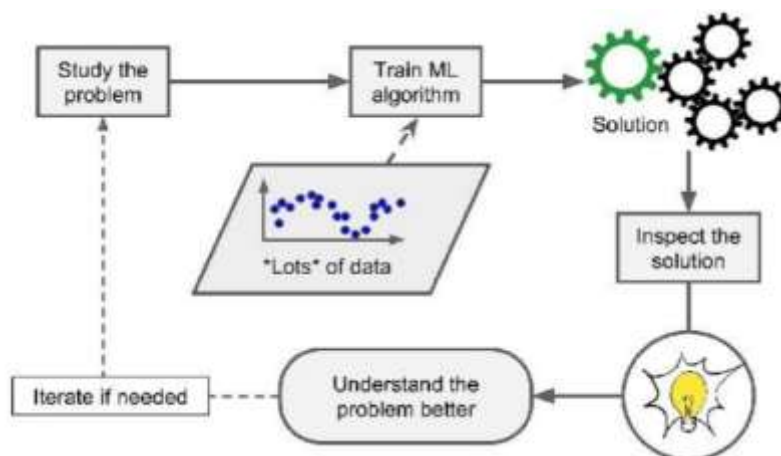 Study the
problem
Train ML
algorithm
Solution
*Lots* of data
Inspect the
solution
Understand the
problem better
Iterate if needed